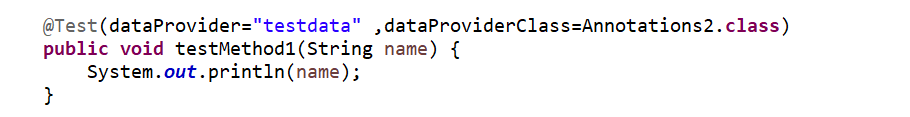 @Test(dataProvider="testdata" ,dataProviderClass=Annotations2.class)
public void testMethod1(String name) {
System.out.println(name);
}